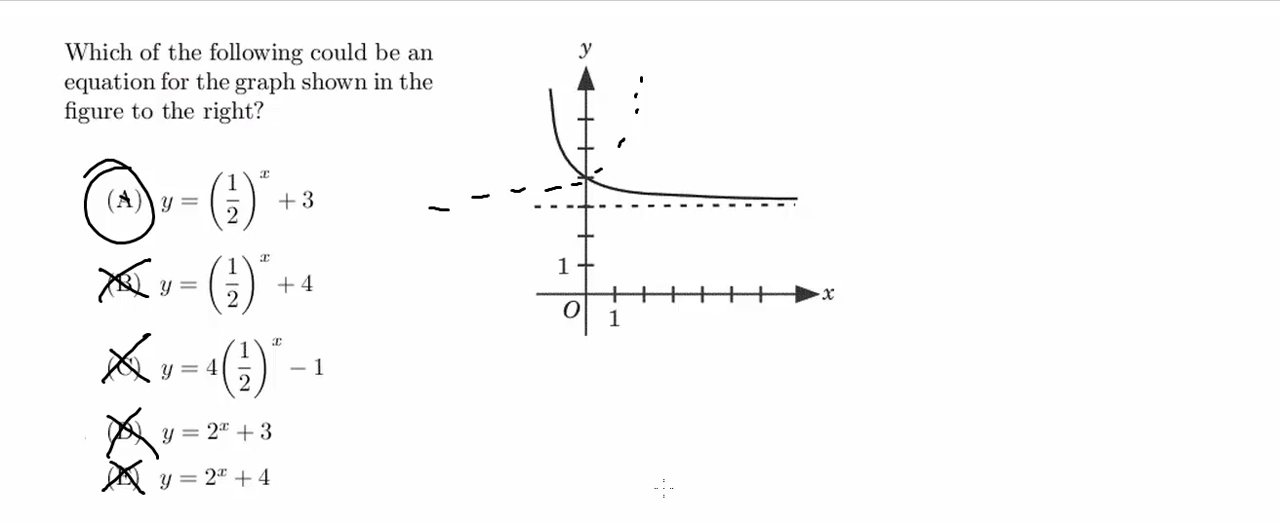 Which of the following could be an
equation for the graph shown in the
figure to the right?
(A) y = (1/2)^x + 3
(B) y = (1/2)^x + 4
(C) y = 4(1/2)^x − 1
(D) y = 2^x + 3
(E) y = 2^x + 4
y
1
O
1
x